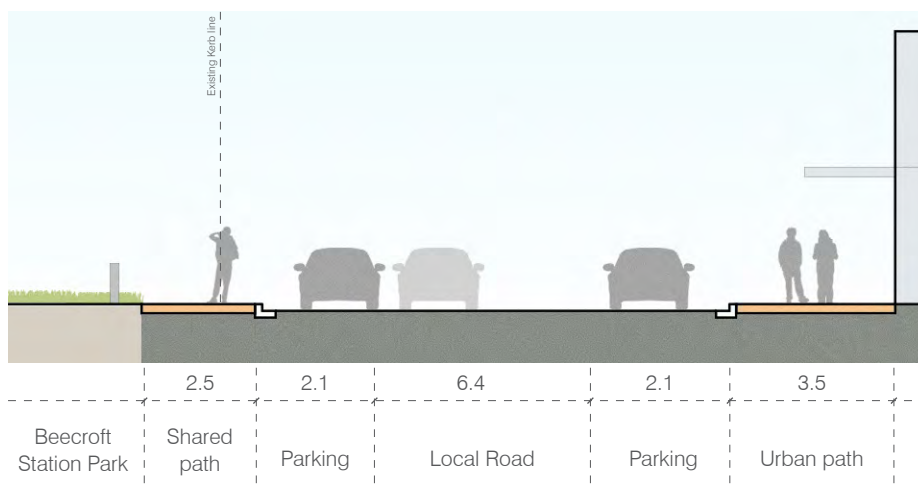 Existing Kerb line
2.5
2.1
6.4
2.1
3.5
Beecroft
Station Park
Shared
path
Parking
Local Road
Parking
Urban path